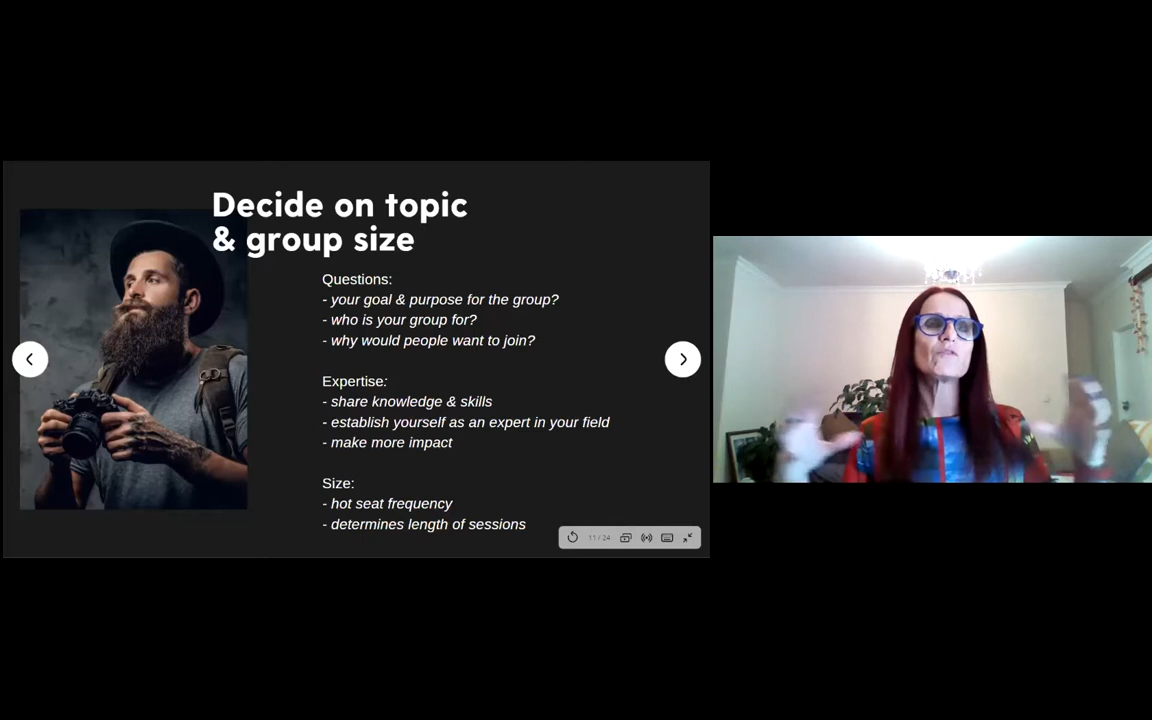 Decide on topic
& group size
Questions:
- your goal & purpose for the group?
- who is your group for?
- why would people want to join?
Expertise:
- share knowledge & skills
- establish yourself as an expert in your field
- make more impact
Size:
- hot seat frequency
- determines length of sessions
11 / 24